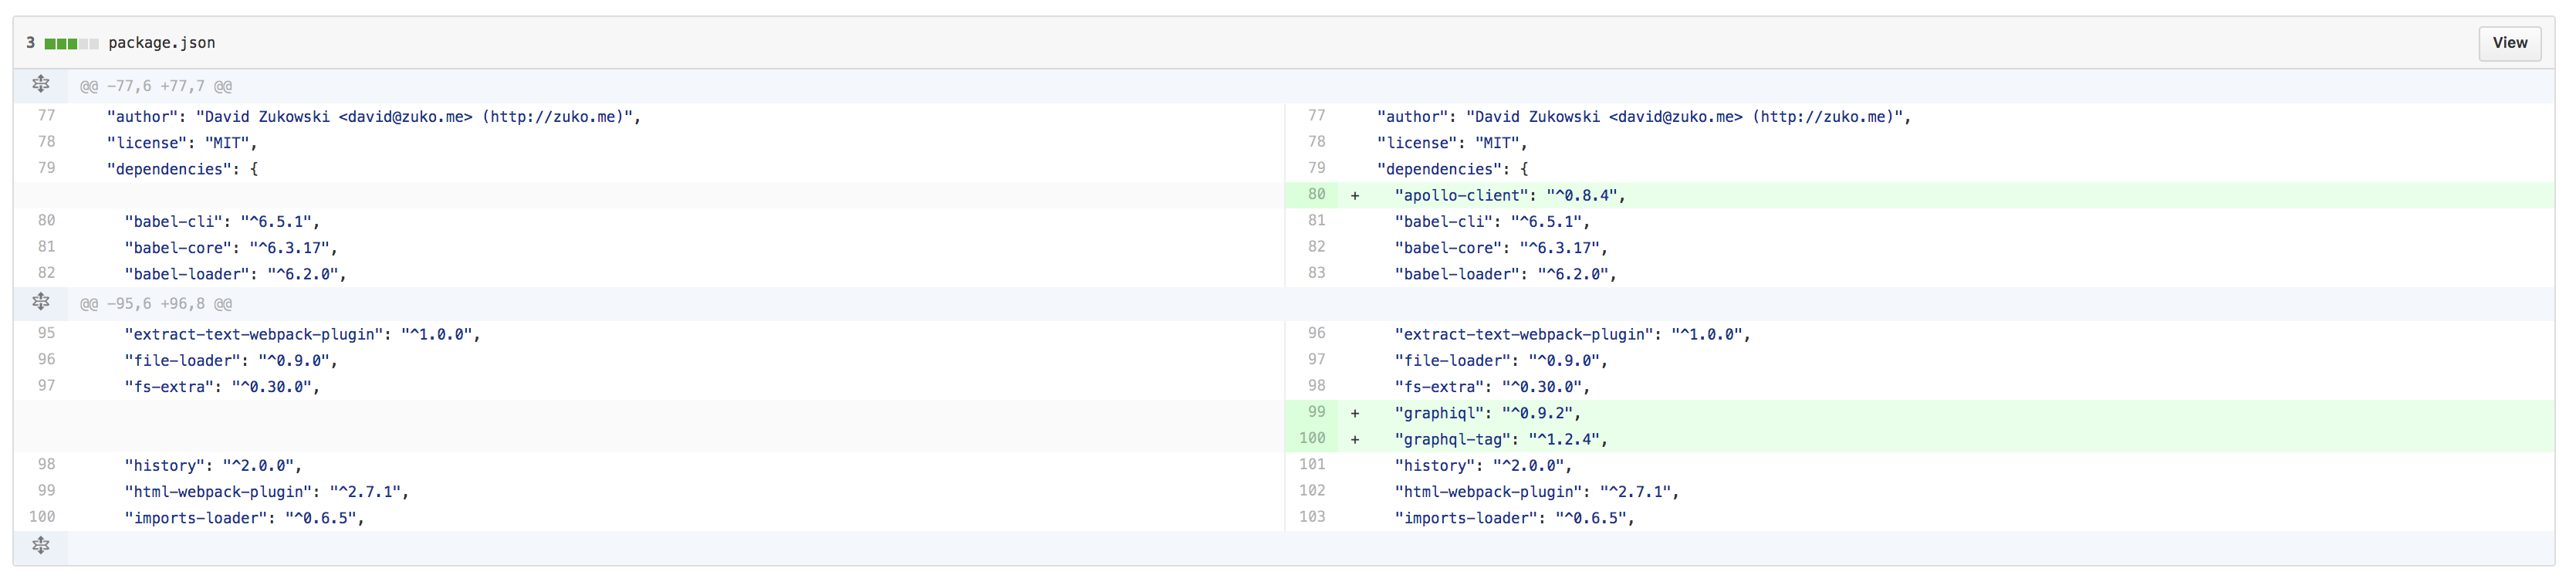 3 package.json View
@@ -77,6 +77,7 @@
77 "author": "David Zukowski <david@zuko.me> (http://zuko.me)", 77 "author": "David Zukowski <david@zuko.me> (http://zuko.me)",
78 "license": "MIT", 78 "license": "MIT",
79 "dependencies": { 79 "dependencies": {
80 + "apollo-client": "^0.8.4",
80 "babel-cli": "^6.5.1", 81 "babel-cli": "^6.5.1",
81 "babel-core": "^6.3.17", 82 "babel-core": "^6.3.17",
82 "babel-loader": "^6.2.0", 83 "babel-loader": "^6.2.0",
@@ -95,6 +96,8 @@
95 "extract-text-webpack-plugin": "^1.0.0", 96 "extract-text-webpack-plugin": "^1.0.0",
96 "file-loader": "^0.9.0", 97 "file-loader": "^0.9.0",
97 "fs-extra": "^0.30.0", 98 "fs-extra": "^0.30.0",
99 + "graphiql": "^0.9.2",
100 + "graphql-tag": "^1.2.4",
98 "history": "^2.0.0", 101 "history": "^2.0.0",
99 "html-webpack-plugin": "^2.7.1", 102 "html-webpack-plugin": "^2.7.1",
100 "imports-loader": "^0.6.5", 103 "imports-loader": "^0.6.5",